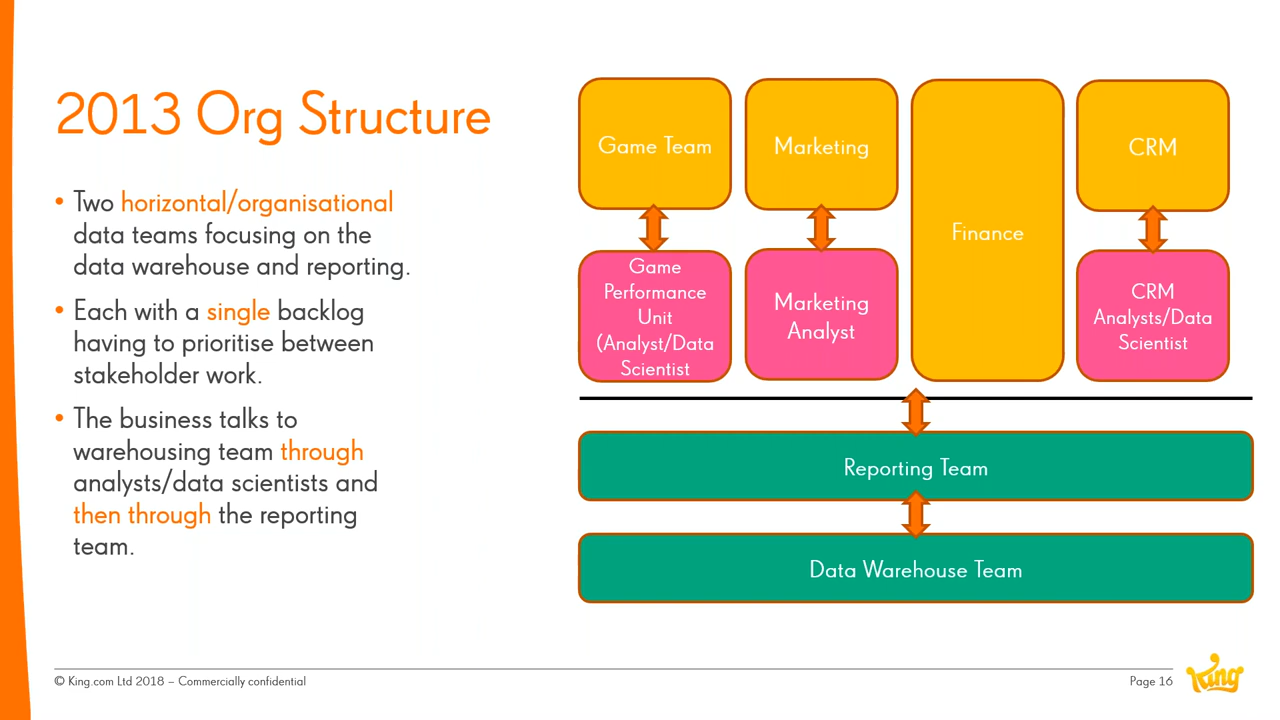 2013 Org Structure
• Two horizontal/organisational
data teams focusing on the
data warehouse and reporting.
• Each with a single backlog
having to prioritise between
stakeholder work.
• The business talks to
warehousing team through
analysts/data scientists and
then through the reporting
team.
Game Team
Marketing
Finance
CRM
Game
Performance
Unit
(Analyst/Data
Scientist
Marketing
Analyst
CRM
Analysts/Data
Scientist
Reporting Team
Data Warehouse Team
© King.com Ltd 2018 – Commercially confidential
Page 16
King